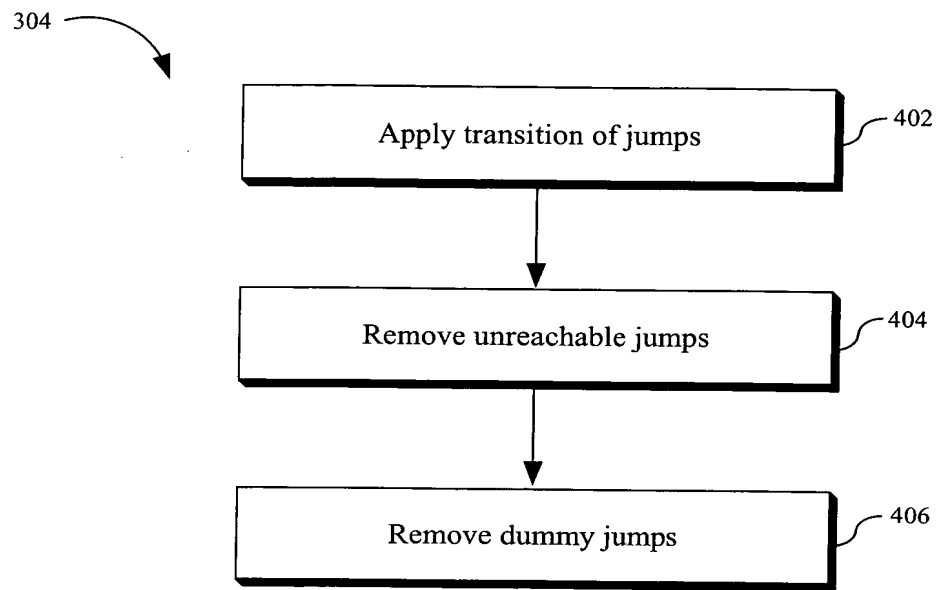 304
Apply transition of jumps
402
Remove unreachable jumps
404
Remove dummy jumps
406